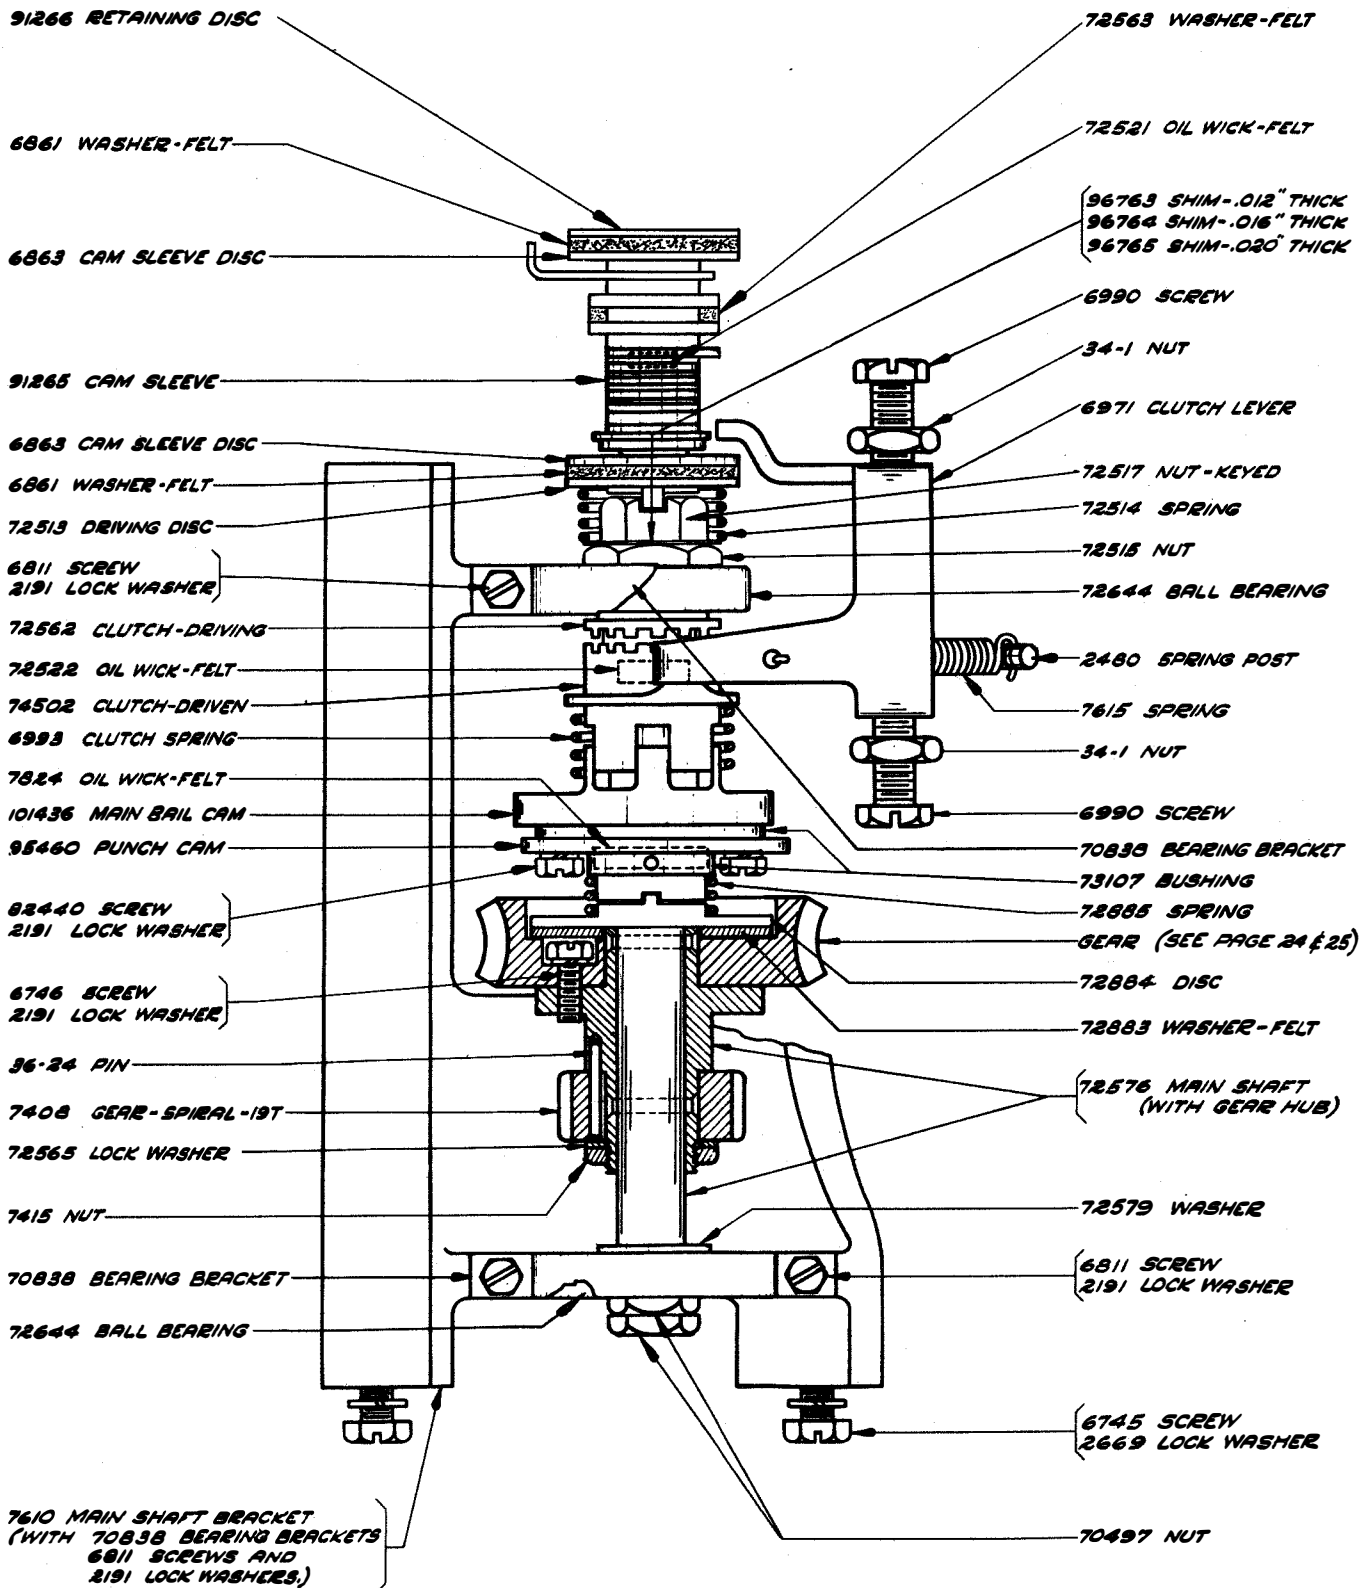 91266 RETAINING DISC
6861 WASHER-FELT
6863 CAM SLEEVE DISC
91265 CAM SLEEVE
6863 CAM SLEEVE DISC
6861 WASHER-FELT
72513 DRIVING DISC
6811 SCREW
2191 LOCK WASHER
72562 CLUTCH-DRIVING
72522 OIL WICK-FELT
74502 CLUTCH-DRIVEN
6993 CLUTCH SPRING
7824 OIL WICK-FELT
101436 MAIN BAIL CAM
95460 PUNCH CAM
82440 SCREW
2191 LOCK WASHER
6746 SCREW
2191 LOCK WASHER
36-24 PIN
7408 GEAR-SPIRAL-19T
72565 LOCK WASHER
7415 NUT
70838 BEARING BRACKET
72644 BALL BEARING
7610 MAIN SHAFT BRACKET
(WITH 70838 BEARING BRACKETS
6811 SCREWS AND
2191 LOCK WASHERS.)
72563 WASHER-FELT
72521 OIL WICK-FELT
96763 SHIM-.012" THICK
96764 SHIM-.016" THICK
96765 SHIM-.020" THICK
6990 SCREW
34-1 NUT
6971 CLUTCH LEVER
72517 NUT-KEYED
72514 SPRING
72515 NUT
72644 BALL BEARING
2480 SPRING POST
7615 SPRING
34-1 NUT
6990 SCREW
70838 BEARING BRACKET
73107 BUSHING
72885 SPRING
GEAR (SEE PAGE 24 & 25)
72884 DISC
72883 WASHER-FELT
72576 MAIN SHAFT
(WITH GEAR HUB)
72579 WASHER
6811 SCREW
2191 LOCK WASHER
6745 SCREW
2669 LOCK WASHER
70497 NUT